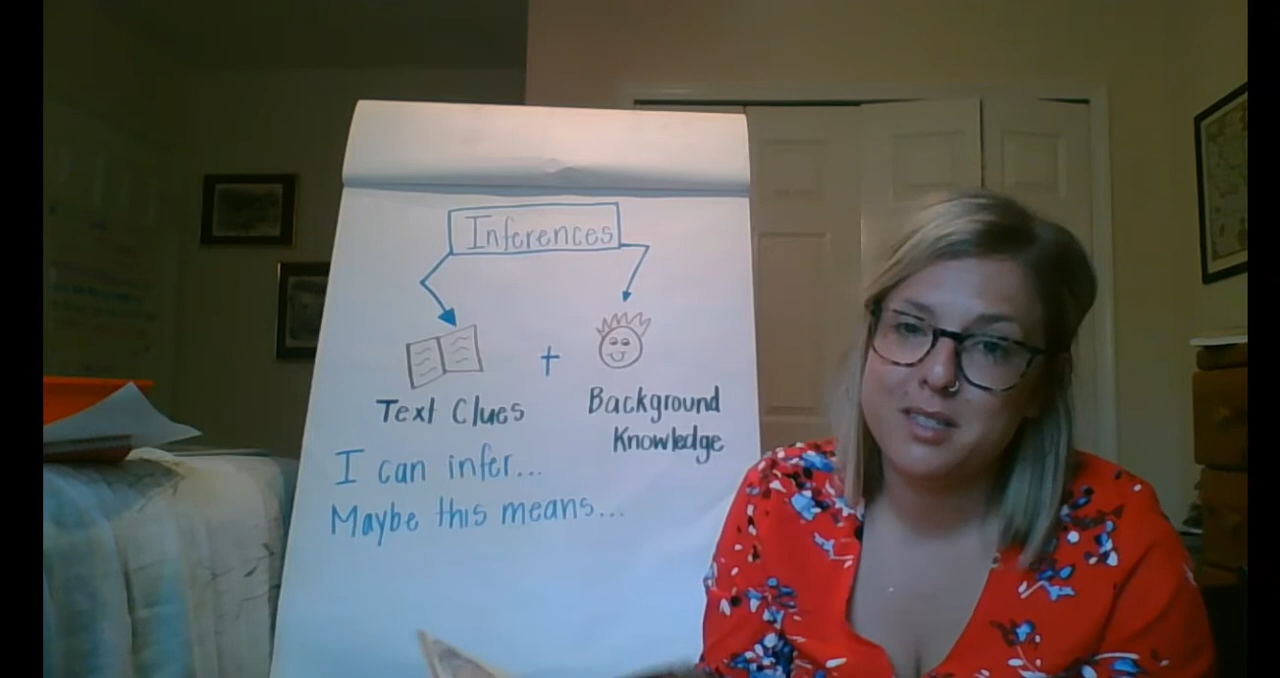 Inferences
Text Clues + Background
Knowledge
I can infer...
Maybe this means...